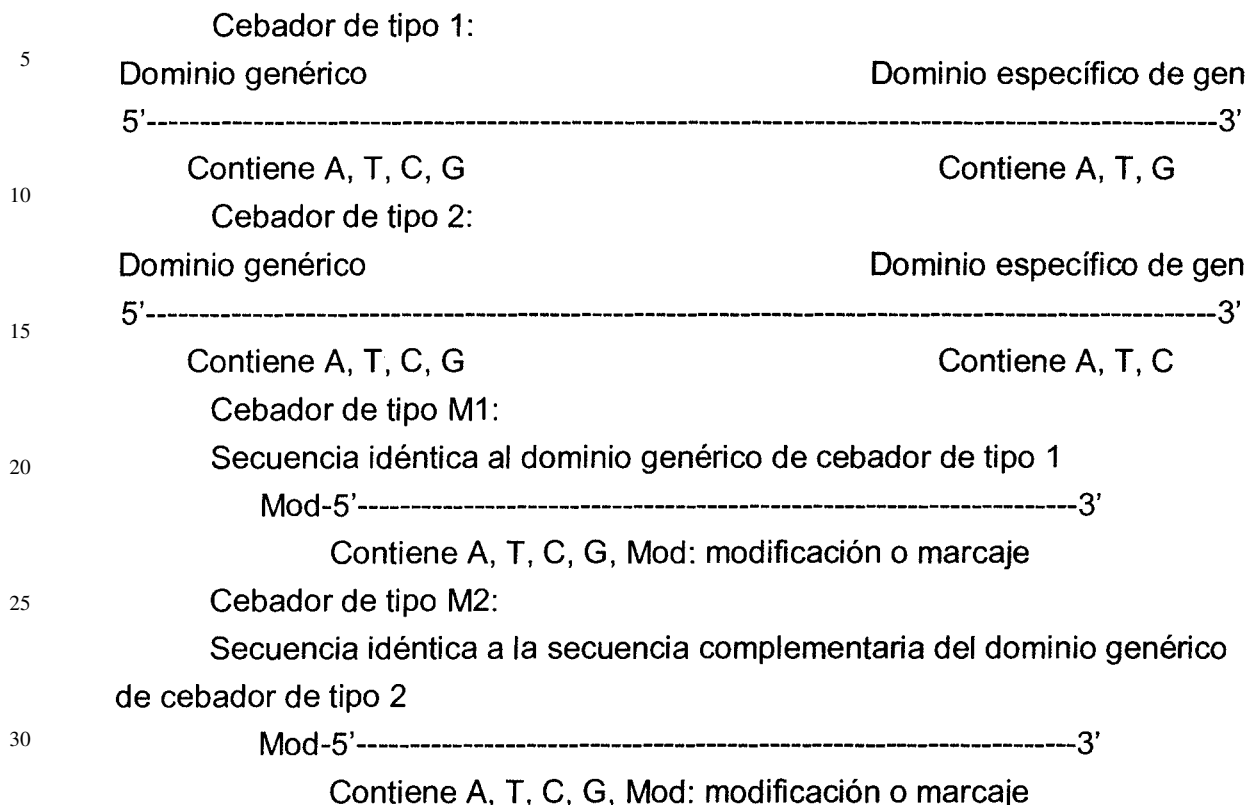 Cebador de tipo 1:
5
Dominio genérico Dominio específico de gen
5’-----------------------------------------------------------------------------------------------3’
Contiene A, T, C, G Contiene A, T, G
10
Cebador de tipo 2:
Dominio genérico Dominio específico de gen
5’-----------------------------------------------------------------------------------------------3’
15
Contiene A, T, C, G Contiene A, T, C
Cebador de tipo M1:
20 Secuencia idéntica al dominio genérico de cebador de tipo 1
Mod-5’----------------------------------------------------------------3’
Contiene A, T, C, G, Mod: modificación o marcaje
25 Cebador de tipo M2:
Secuencia idéntica a la secuencia complementaria del dominio genérico
de cebador de tipo 2
30 Mod-5’----------------------------------------------------------------3’
Contiene A, T, C, G, Mod: modificación o marcaje